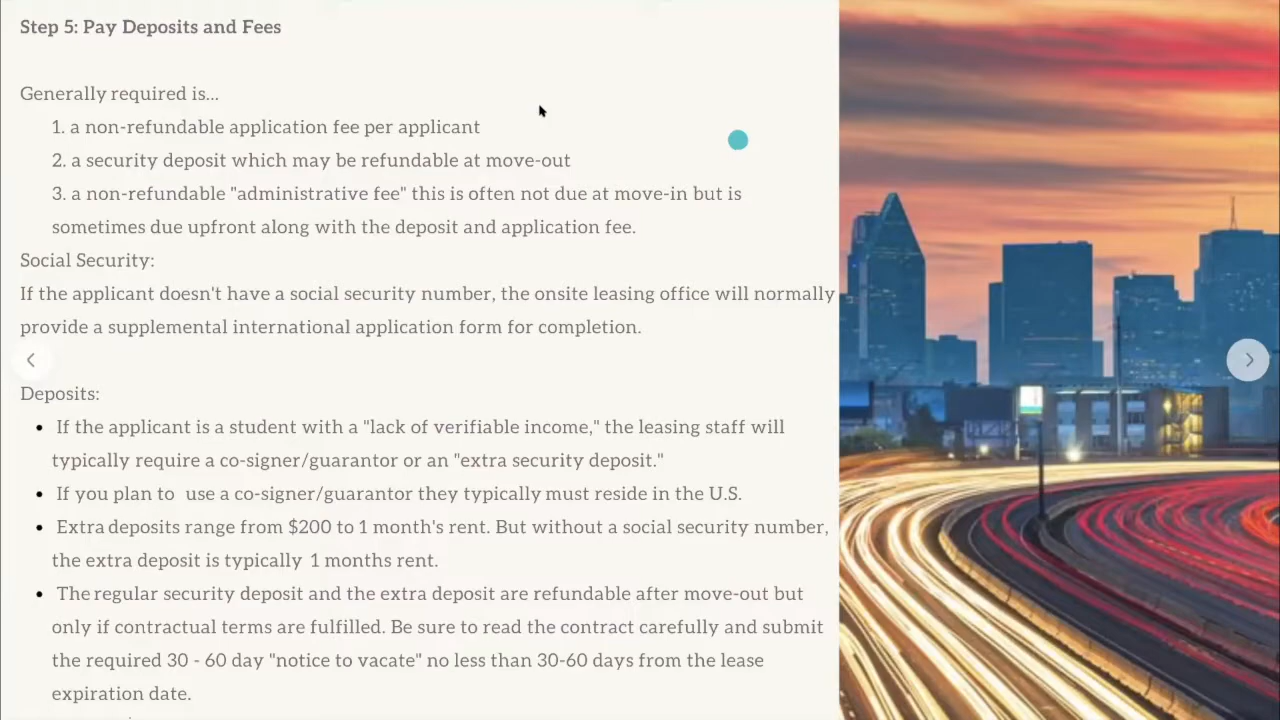 Step 5: Pay Deposits and Fees
Generally required is...
1. a non-refundable application fee per applicant
2. a security deposit which may be refundable at move-out
3. a non-refundable "administrative fee" this is often not due at move-in but is
sometimes due upfront along with the deposit and application fee.
Social Security:
If the applicant doesn't have a social security number, the onsite leasing office will normally
provide a supplemental international application form for completion.
Deposits:
• If the applicant is a student with a "lack of verifiable income," the leasing staff will
typically require a co-signer/guarantor or an "extra security deposit."
• If you plan to use a co-signer/guarantor they typically must reside in the U.S.
• Extra deposits range from $200 to 1 month's rent. But without a social security number,
the extra deposit is typically 1 months rent.
• The regular security deposit and the extra deposit are refundable after move-out but
only if contractual terms are fulfilled. Be sure to read the contract carefully and submit
the required 30 - 60 day "notice to vacate" no less than 30-60 days from the lease
expiration date.